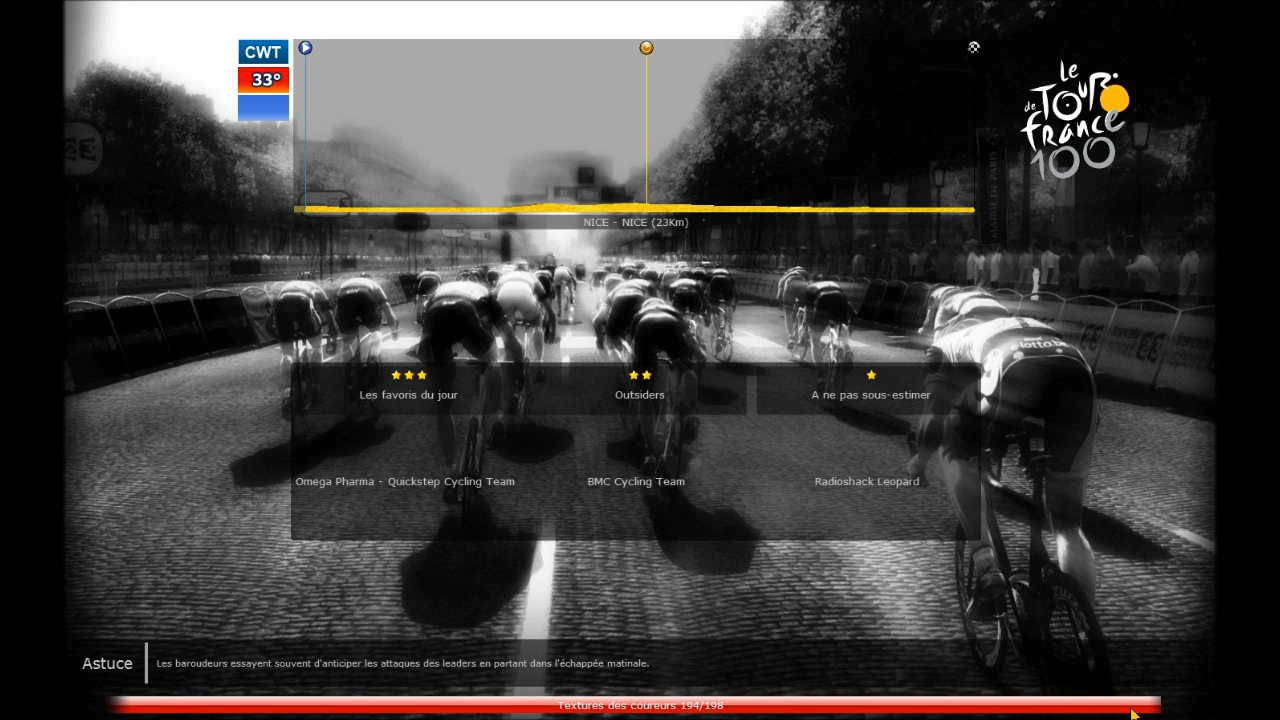 CWT
33°
Le
TOUR
de
france
100
NICE - NICE (23Km)
lotto.be
Les favoris du jour
Outsiders
A ne pas sous-estimer
Omega Pharma - Quickstep Cycling Team
BMC Cycling Team
Radioshack Leopard
Astuce
Les baroudeurs essayent souvent d'anticiper les attaques des leaders en partant dans l'échappée matinale.
Textures des coureurs 194/198